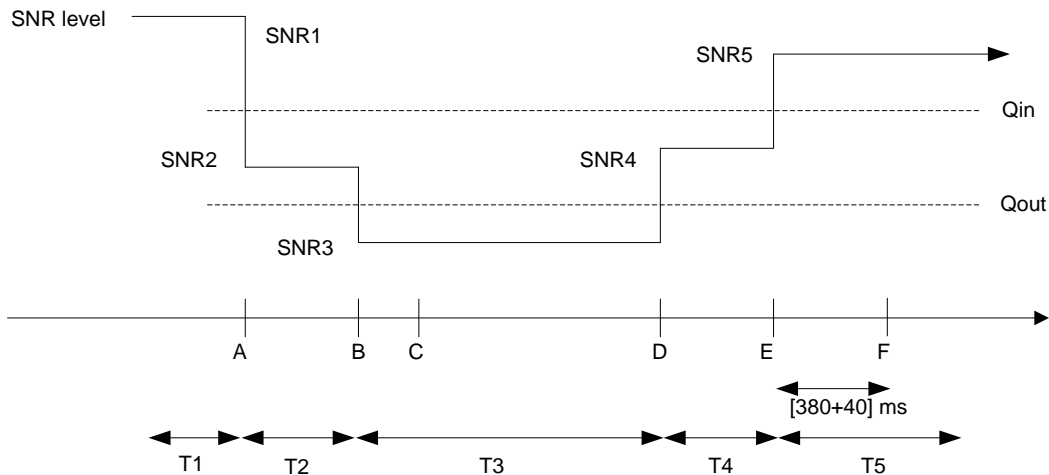 SNR level
SNR1
SNR5
Qin
SNR2
SNR4
Qout
SNR3
A
B
C
D
E
F
[380+40] ms
T1
T2
T3
T4
T5